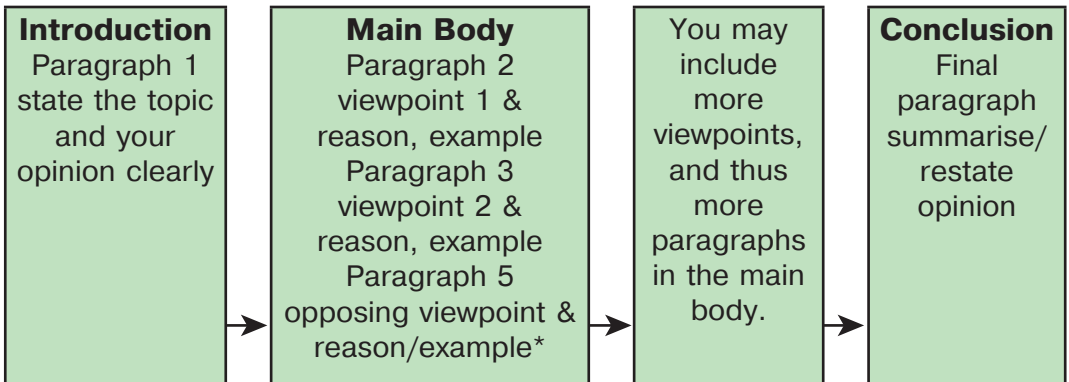 Introduction
Paragraph 1
state the topic
and your
opinion clearly
Main Body
Paragraph 2
viewpoint 1 &
reason, example
Paragraph 3
viewpoint 2 &
reason, example
Paragraph 5
opposing viewpoint &
reason/example*
You may
include
more
viewpoints,
and thus
more
paragraphs
in the main
body.
Conclusion
Final
paragraph
summarise/
restate
opinion